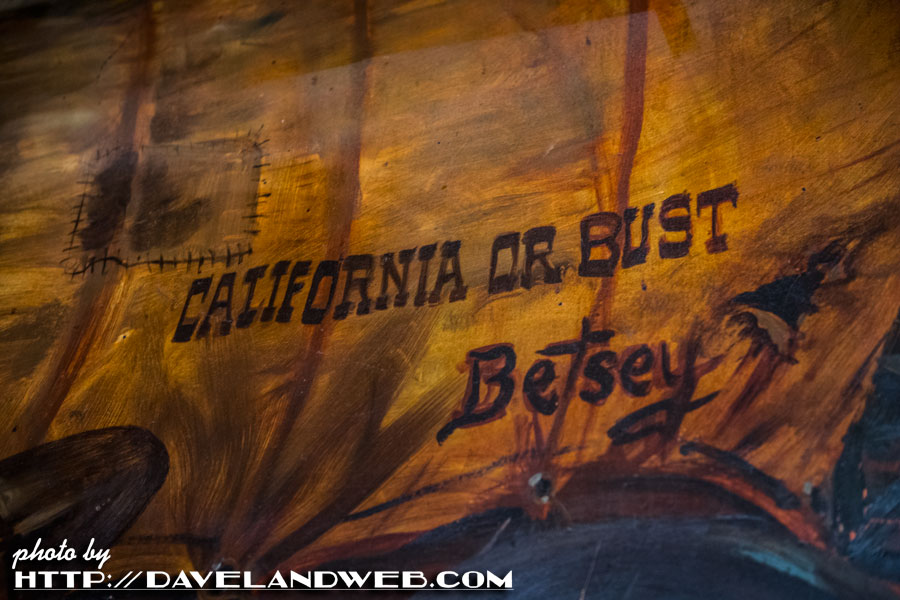 CALIFORNIA OR BUST
Betsey
photo by
HTTP://DAVELANDWEB.COM